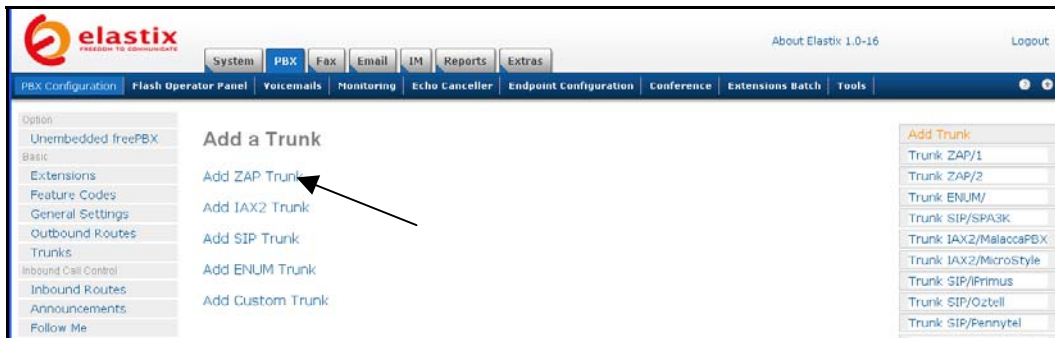 elastix
FREEDOM TO COMMUNICATE
About Elastix 1.0-16
Logout
System
PBX
Fax
Email
IM
Reports
Extras
PBX Configuration
Flash Operator Panel
Voicemails
Monitoring
Echo Canceller
Endpoint Configuration
Conference
Extensions Batch
Tools
Option
Unembedded freePBX
Basic
Extensions
Feature Codes
General Settings
Outbound Routes
Trunks
Inbound Call Control
Inbound Routes
Announcements
Follow Me
Add a Trunk
Add ZAP Trunk
Add IAX2 Trunk
Add SIP Trunk
Add ENUM Trunk
Add Custom Trunk
Add Trunk
Trunk ZAP/1
Trunk ZAP/2
Trunk ENUM/
Trunk SIP/SPA3K
Trunk IAX2/MalaccaPBX
Trunk IAX2/MicroStyle
Trunk SIP/iPrimus
Trunk SIP/Oztell
Trunk SIP/Pennytel